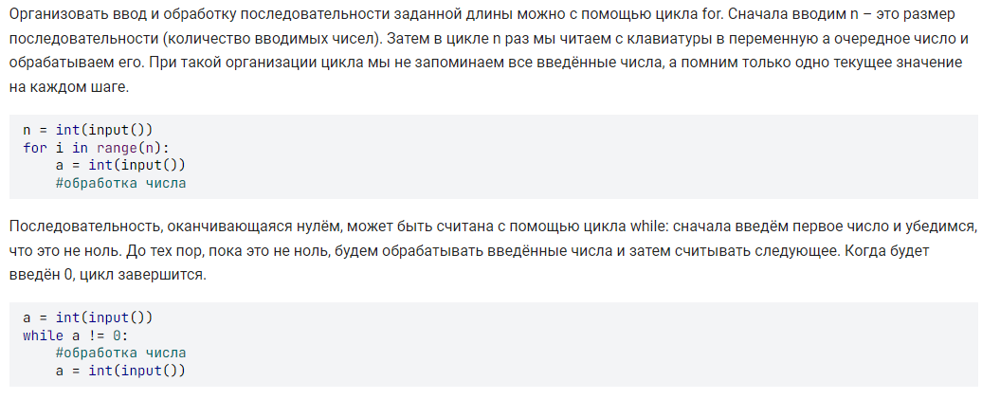 Организовать ввод и обработку последовательности заданной длины можно с помощью цикла for. Сначала вводим n – это размер
последовательности (количество вводимых чисел). Затем в цикле n раз мы читаем с клавиатуры в переменную a очередное число и
обрабатываем его. При такой организации цикла мы не запоминаем все введённые числа, а помним только одно текущее значение
на каждом шаге.
n = int(input())
for i in range(n):
    a = int(input())
    #обработка числа
Последовательность, оканчивающаяся нулём, может быть считана с помощью цикла while: сначала введём первое число и убедимся,
что это не ноль. До тех пор, пока это не ноль, будем обрабатывать введённые числа и затем считывать следующее. Когда будет
введён 0, цикл завершится.
a = int(input())
while a != 0:
    #обработка числа
    a = int(input())